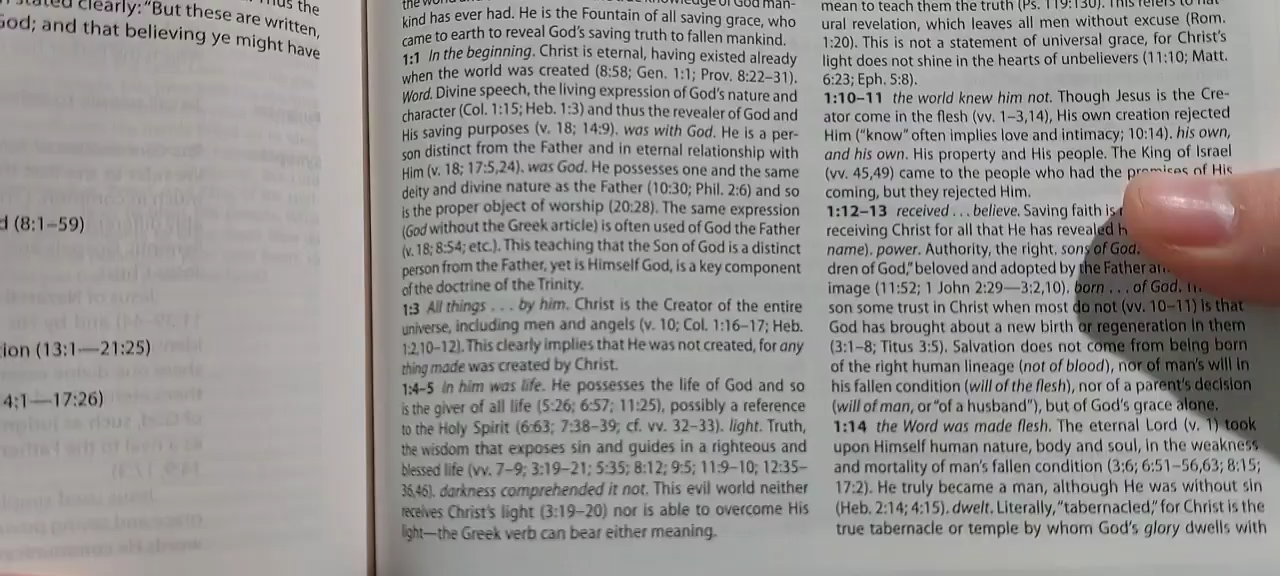 stated clearly: "But these are written,
God; and that believing ye might have
d (8:1–59)
ion (13:1—21:25)
4:1—17:26)
kind has ever had. He is the Fountain of all saving grace, who
came to earth to reveal God's saving truth to fallen mankind.
1:1 In the beginning. Christ is eternal, having existed already
when the world was created (8:58; Gen. 1:1; Prov. 8:22–31).
Word. Divine speech, the living expression of God's nature and
character (Col. 1:15; Heb. 1:3) and thus the revealer of God and
His saving purposes (v. 18; 14:9). was with God. He is a per-
son distinct from the Father and in eternal relationship with
Him (v. 18; 17:5,24). was God. He possesses one and the same
deity and divine nature as the Father (10:30; Phil. 2:6) and so
is the proper object of worship (20:28). The same expression
(God without the Greek article) is often used of God the Father
(v. 18; 8:54; etc.). This teaching that the Son of God is a distinct
person from the Father, yet is Himself God, is a key component
of the doctrine of the Trinity.
1:3 All things . . . by him. Christ is the Creator of the entire
universe, including men and angels (v. 10; Col. 1:16–17; Heb.
1:2,10–12). This clearly implies that He was not created, for any
thing made was created by Christ.
1:4–5 In him was life. He possesses the life of God and so
is the giver of all life (5:26; 6:57; 11:25), possibly a reference
to the Holy Spirit (6:63; 7:38–39; cf. vv. 32–33). light. Truth,
the wisdom that exposes sin and guides in a righteous and
blessed life (vv. 7–9; 3:19–21; 5:35; 8:12; 9:5; 11:9–10; 12:35–
36,46). darkness comprehended it not. This evil world neither
receives Christ's light (3:19–20) nor is able to overcome His
light—the Greek verb can bear either meaning.
mean to teach them the truth (Ps. 119:130). This refers to nat-
ural revelation, which leaves all men without excuse (Rom.
1:20). This is not a statement of universal grace, for Christ's
light does not shine in the hearts of unbelievers (11:10; Matt.
6:23; Eph. 5:8).
1:10–11 the world knew him not. Though Jesus is the Cre-
ator come in the flesh (vv. 1–3,14), His own creation rejected
Him ("know" often implies love and intimacy; 10:14). his own,
and his own. His property and His people. The King of Israel
(vv. 45,49) came to the people who had the promises of His
coming, but they rejected Him.
1:12–13 received . . . believe. Saving faith is
receiving Christ for all that He has revealed
name). power. Authority, the right. sons of God.
dren of God," beloved and adopted by the Father
image (11:52; 1 John 2:29—3:2,10). born . . . of God.
son some trust in Christ when most do not (vv. 10–11) is that
God has brought about a new birth or regeneration in them
(3:1–8; Titus 3:5). Salvation does not come from being born
of the right human lineage (not of blood), nor of man's will in
his fallen condition (will of the flesh), nor of a parent's decision
(will of man, or "of a husband"), but of God's grace alone.
1:14 the Word was made flesh. The eternal Lord (v. 1) took
upon Himself human nature, body and soul, in the weakness
and mortality of man's fallen condition (3:6; 6:51–56,63; 8:15;
17:2). He truly became a man, although He was without sin
(Heb. 2:14; 4:15). dwelt. Literally, "tabernacled," for Christ is the
true tabernacle or temple by whom God's glory dwells with